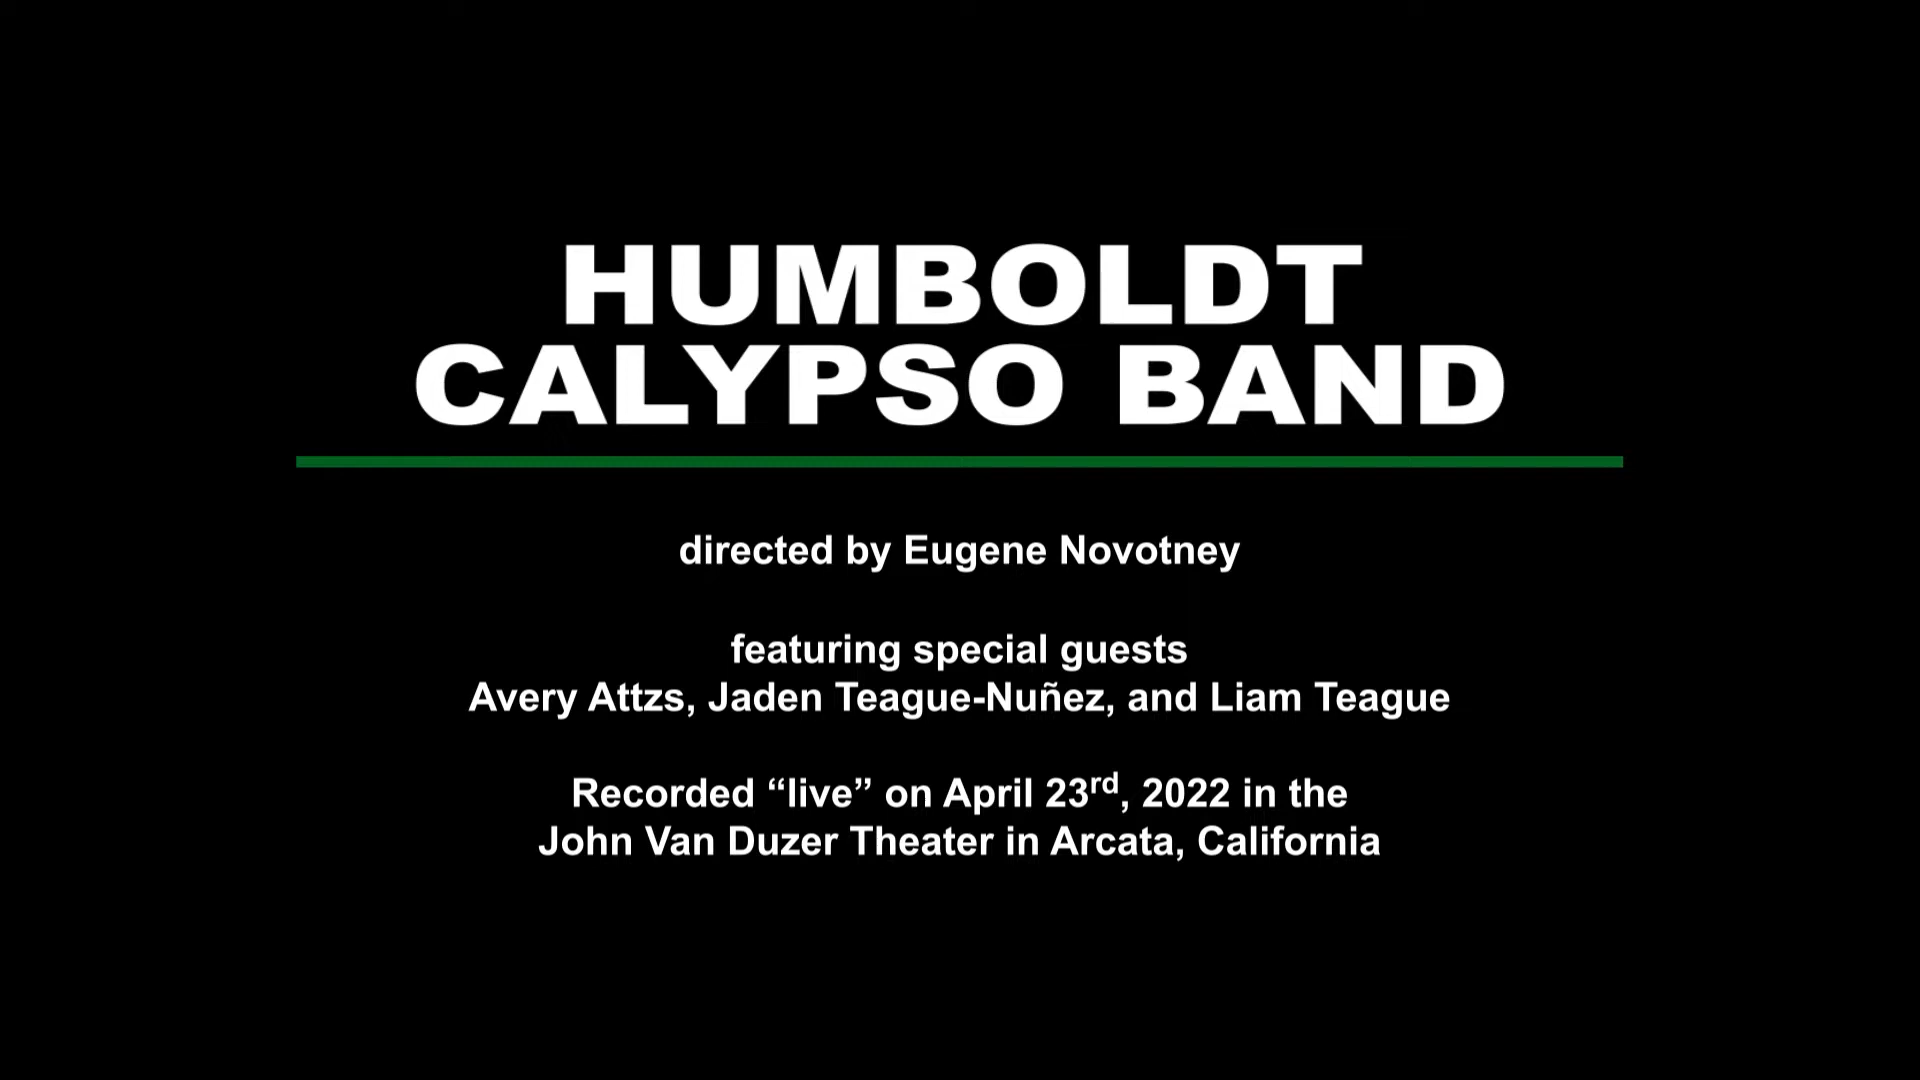 HUMBOLDT
CALYPSO BAND
directed by Eugene Novotney
featuring special guests
Avery Attzs, Jaden Teague-Nuñez, and Liam Teague
Recorded “live” on April 23rd, 2022 in the
John Van Duzer Theater in Arcata, California